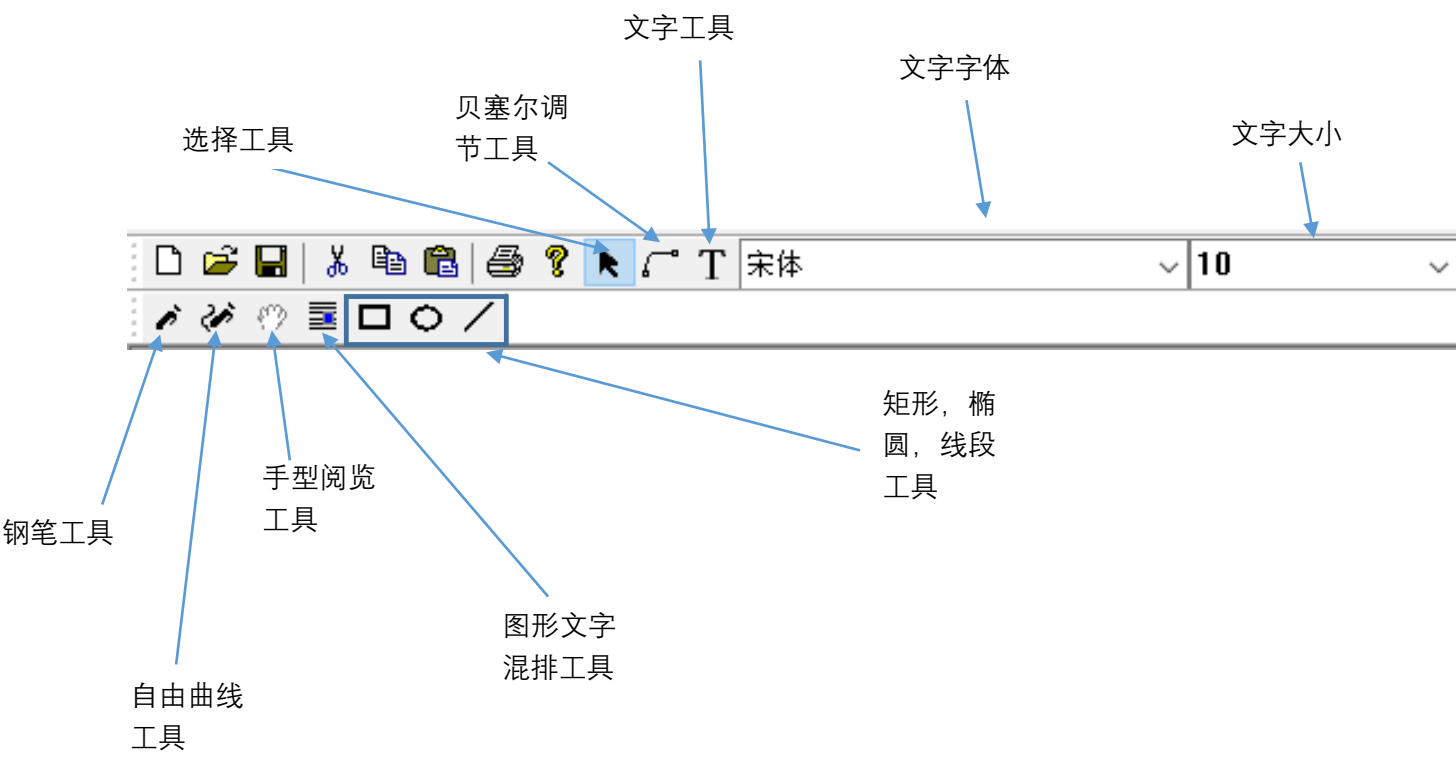 文字工具
文字字体
贝塞尔调
节工具
选择工具
文字大小
T 宋体 10
矩形，椭
圆，线段
工具
手型阅览
工具
钢笔工具
图形文字
混排工具
自由曲线
工具